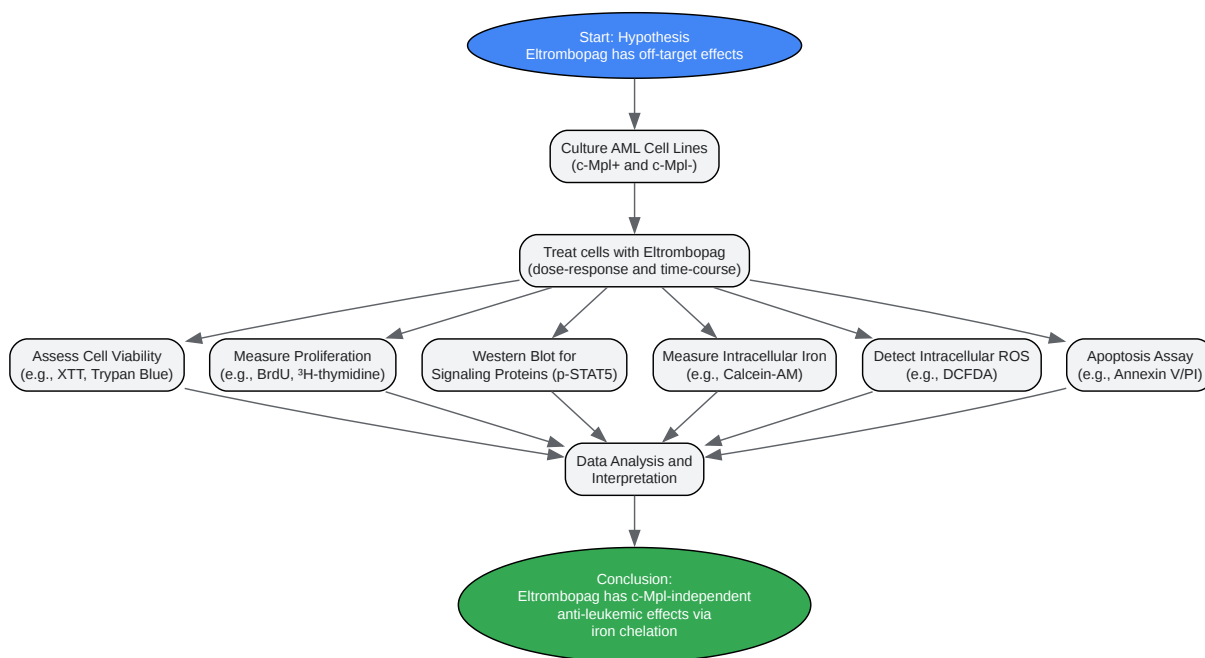 Start: Hypothesis
Eltrombopag has off-target effects
Culture AML Cell Lines
(c-Mpl+ and c-Mpl-)
Treat cells with Eltrombopag
(dose-response and time-course)
Assess Cell Viability
(e.g., XTT, Trypan Blue)
Measure Proliferation
(e.g., BrdU, ³H-thymidine)
Western Blot for
Signaling Proteins (p-STAT5)
Measure Intracellular Iron
(e.g., Calcein-AM)
Detect Intracellular ROS
(e.g., DCFDA)
Apoptosis Assay
(e.g., Annexin V/PI)
Data Analysis and
Interpretation
Conclusion:
Eltrombopag has c-Mpl-independent
anti-leukemic effects via
iron chelation